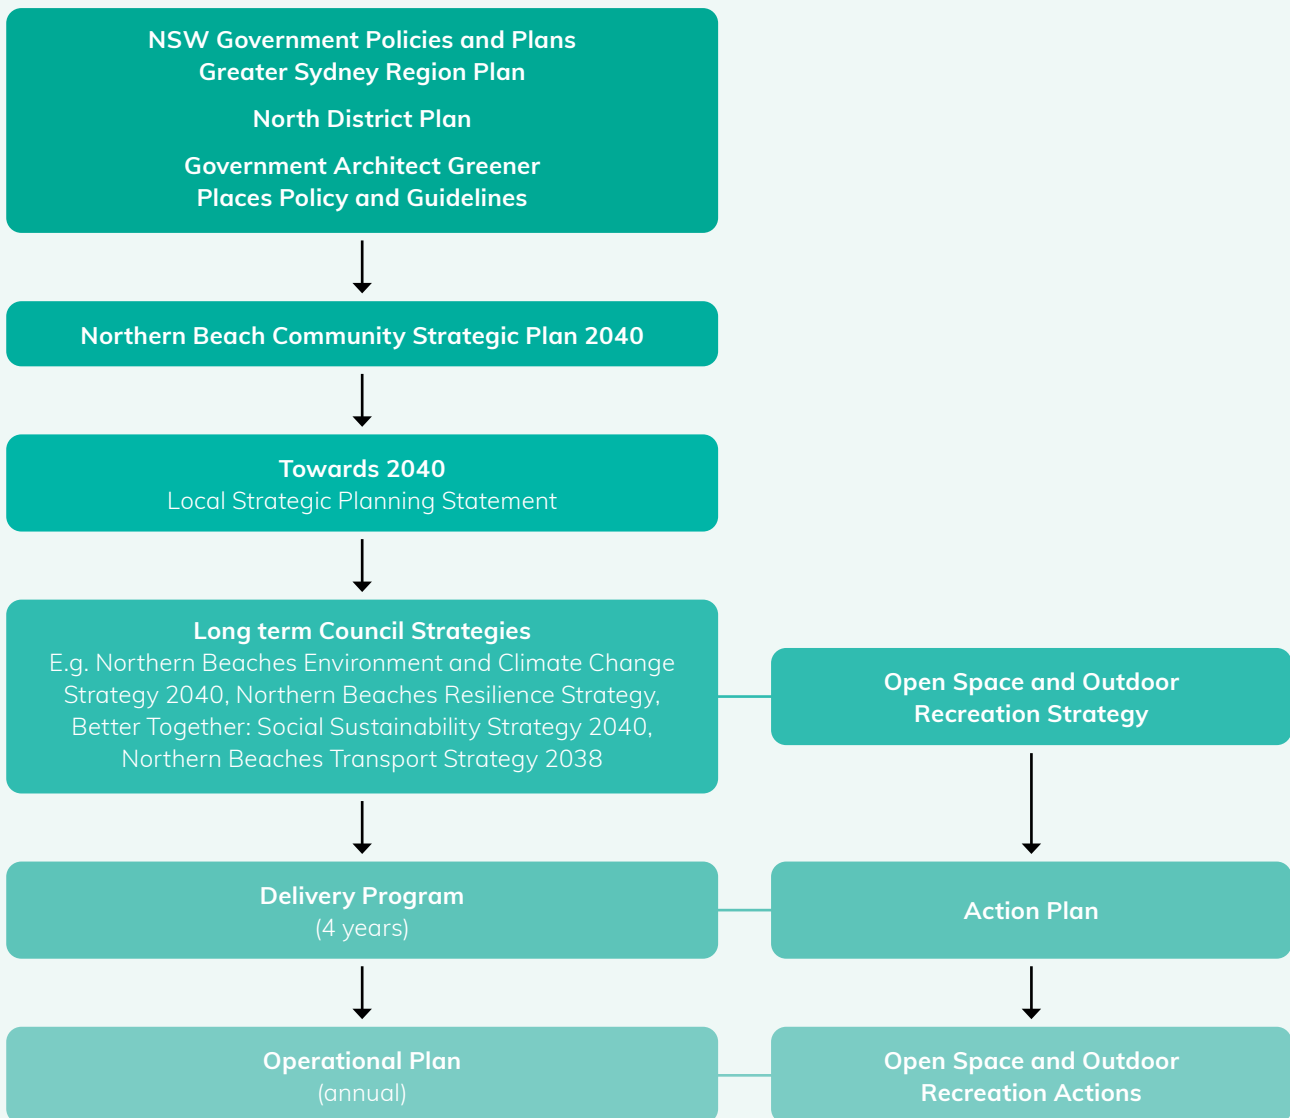 NSW Government Policies and Plans
Greater Sydney Region Plan
North District Plan
Government Architect Greener
Places Policy and Guidelines
Northern Beach Community Strategic Plan 2040
Towards 2040
Local Strategic Planning Statement
Long term Council Strategies
E.g. Northern Beaches Environment and Climate Change
Strategy 2040, Northern Beaches Resilience Strategy,
Better Together: Social Sustainability Strategy 2040,
Northern Beaches Transport Strategy 2038
Open Space and Outdoor
Recreation Strategy
Delivery Program
(4 years)
Action Plan
Operational Plan
(annual)
Open Space and Outdoor
Recreation Actions